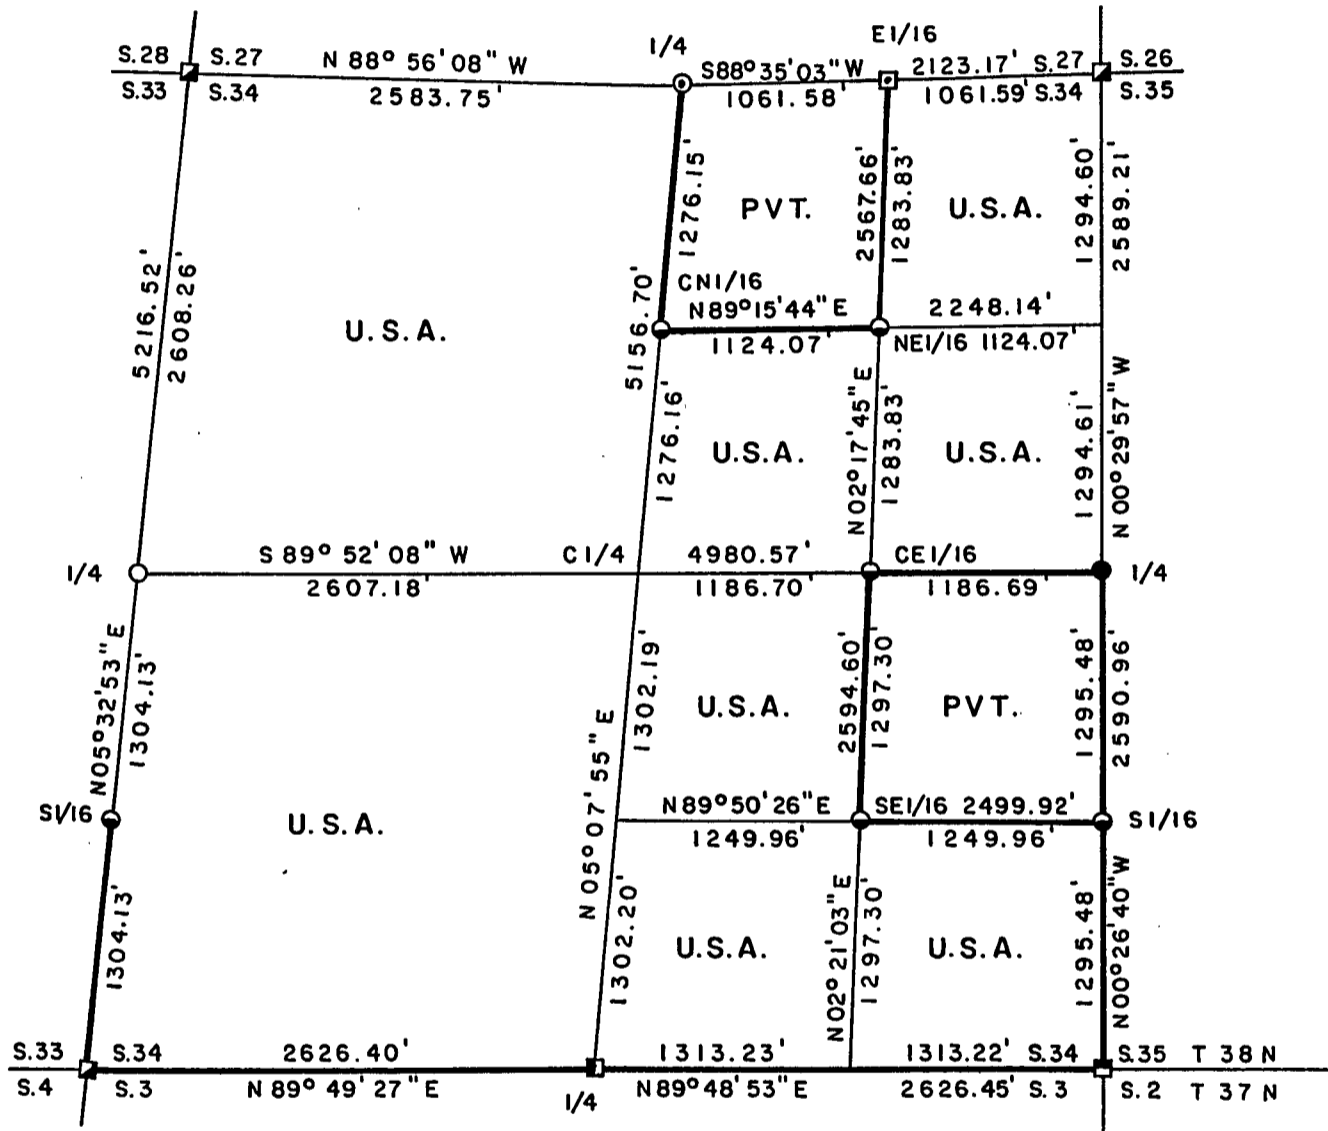 S.28 S.27 N 88° 56' 08" W 1/4 S88° 35' 03" W E1/16 2123.17' S.27 S.26
S.33 S.34 2583.75' 1061.58' 1061.59' S.34 S.35
5216.52'
2608.26'
U.S.A.
1276.15'
5156.70'
PVT.
2567.66'
1283.83'
U.S.A.
1294.60'
2589.21'
CN1/16
N89° 15' 44" E
1124.07'
2248.14'
NE1/16 1124.07'
1276.16'
U.S.A.
N02° 17' 45" E
1283.83'
U.S.A.
1294.61'
N00° 29' 57" W
1/4 S 89° 52' 08" W C1/4 4980.57' CE1/16 1/4
2607.18' 1186.70' 1186.69'
N05° 32' 53" E
1304.13'
1302.19'
U.S.A.
2594.60'
1297.30'
PVT.
1295.48'
2590.96'
S1/16
U.S.A.
N 05° 07' 55" E
N89° 50' 26" E SE1/16 2499.92' S1/16
1249.96' 1249.96'
1304.13'
1302.20'
U.S.A.
N02° 21' 03" E
1297.30'
U.S.A.
1295.48'
N00° 26' 40" W
S.33 S.34 2626.40' 1313.23' 1313.22' S.34 S.35 T 38 N
S.4 S.3 N 89° 49' 27" E 1/4 N89° 48' 53" E 2626.45' S.3 S.2 T 37 N